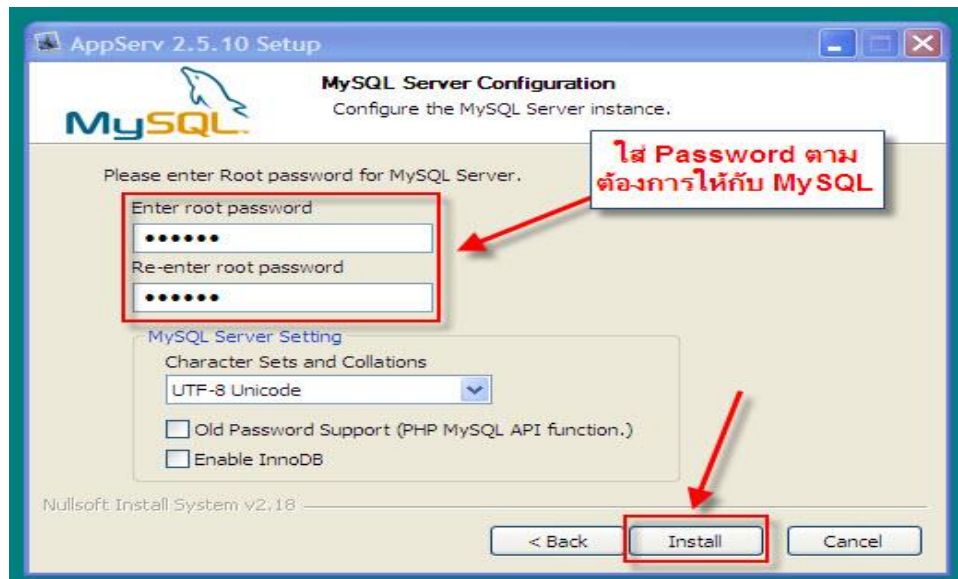 AppServ 2.5.10 Setup
MySQL
MySQL Server Configuration
Configure the MySQL Server instance.
ใส่ Password ตาม
ต้องการให้กับ MySQL
Please enter Root password for MySQL Server.
Enter root password
••••••
Re-enter root password
••••••
MySQL Server Setting
Character Sets and Collations
UTF-8 Unicode
Old Password Support (PHP MySQL API function.)
Enable InnoDB
Nullsoft Install System v2.18
< Back
Install
Cancel